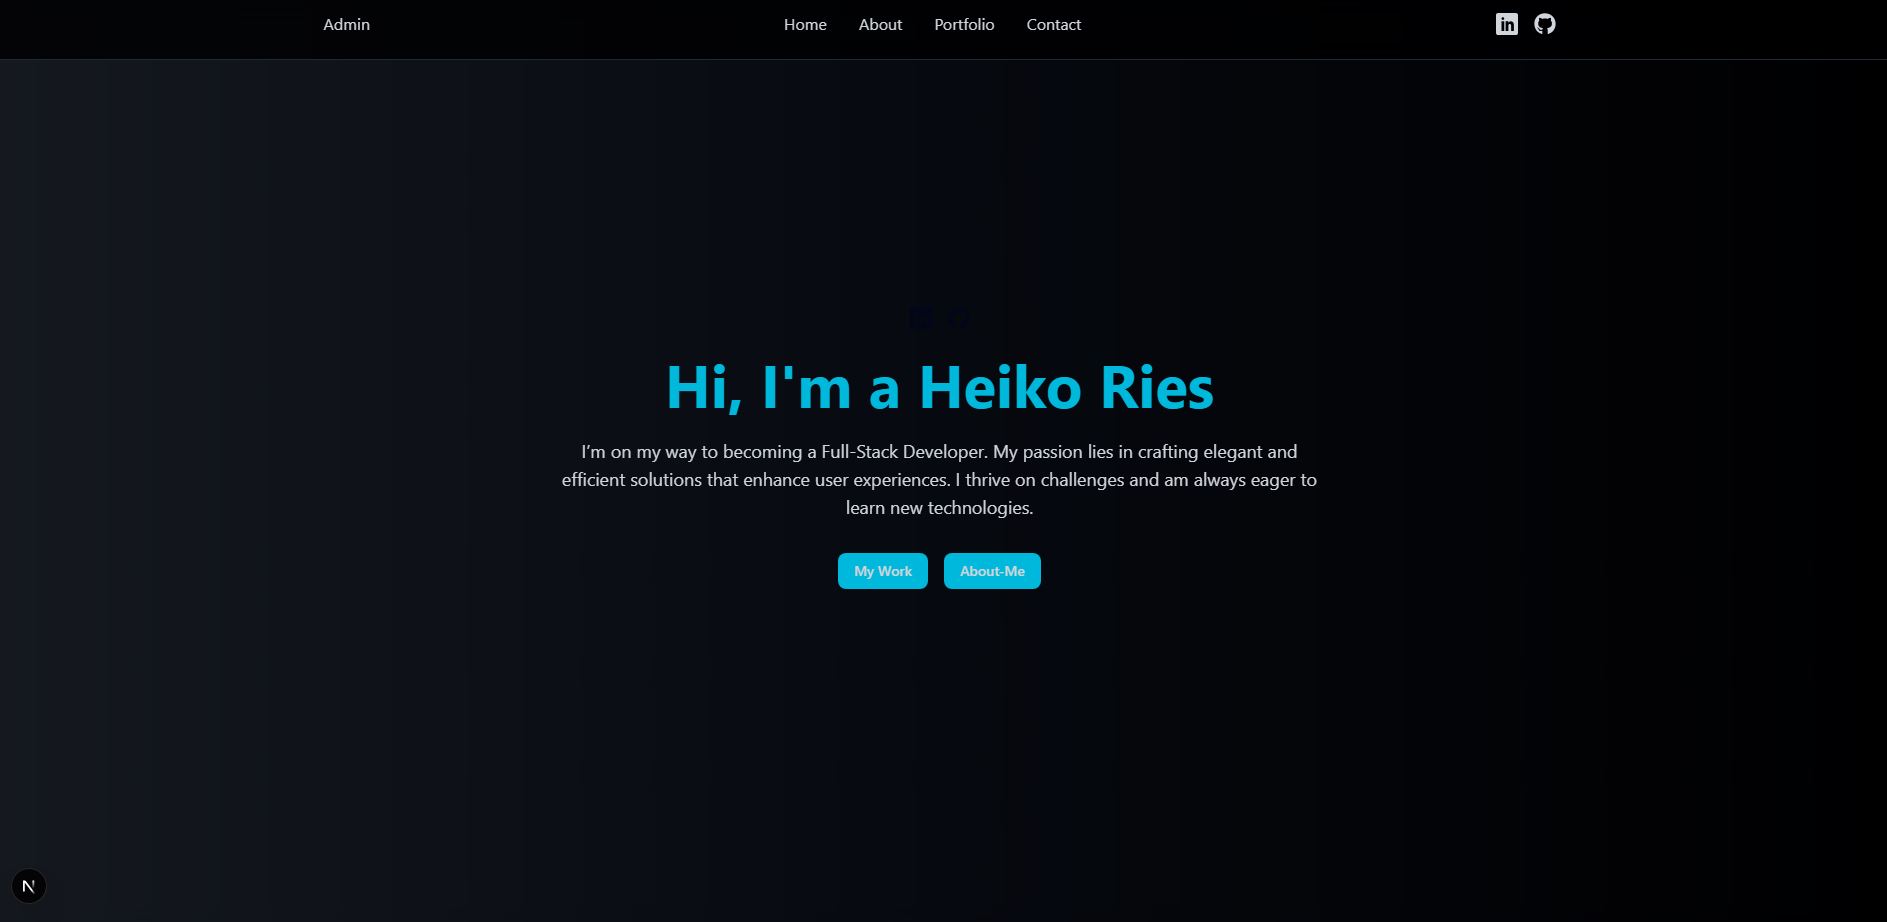 Admin
Home About Portfolio Contact
in
Hi, I'm a Heiko Ries
I’m on my way to becoming a Full-Stack Developer. My passion lies in crafting elegant and
efficient solutions that enhance user experiences. I thrive on challenges and am always eager to
learn new technologies.
My Work About-Me
N